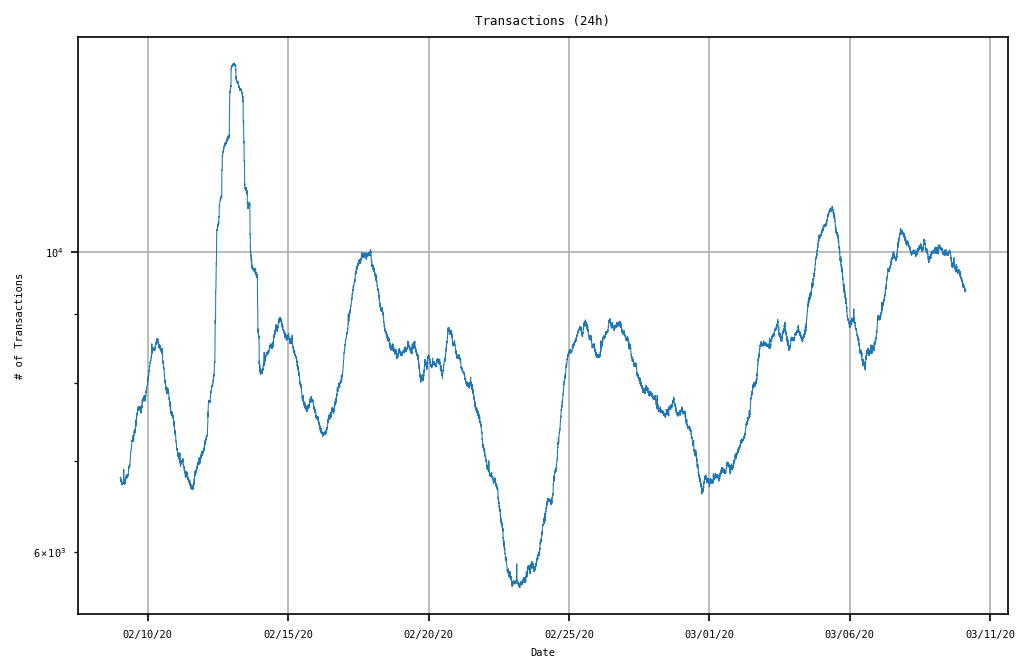 Transactions (24h)
# of Transactions
10⁴
6×10³
02/10/20 02/15/20 02/20/20 02/25/20 03/01/20 03/06/20 03/11/20
Date